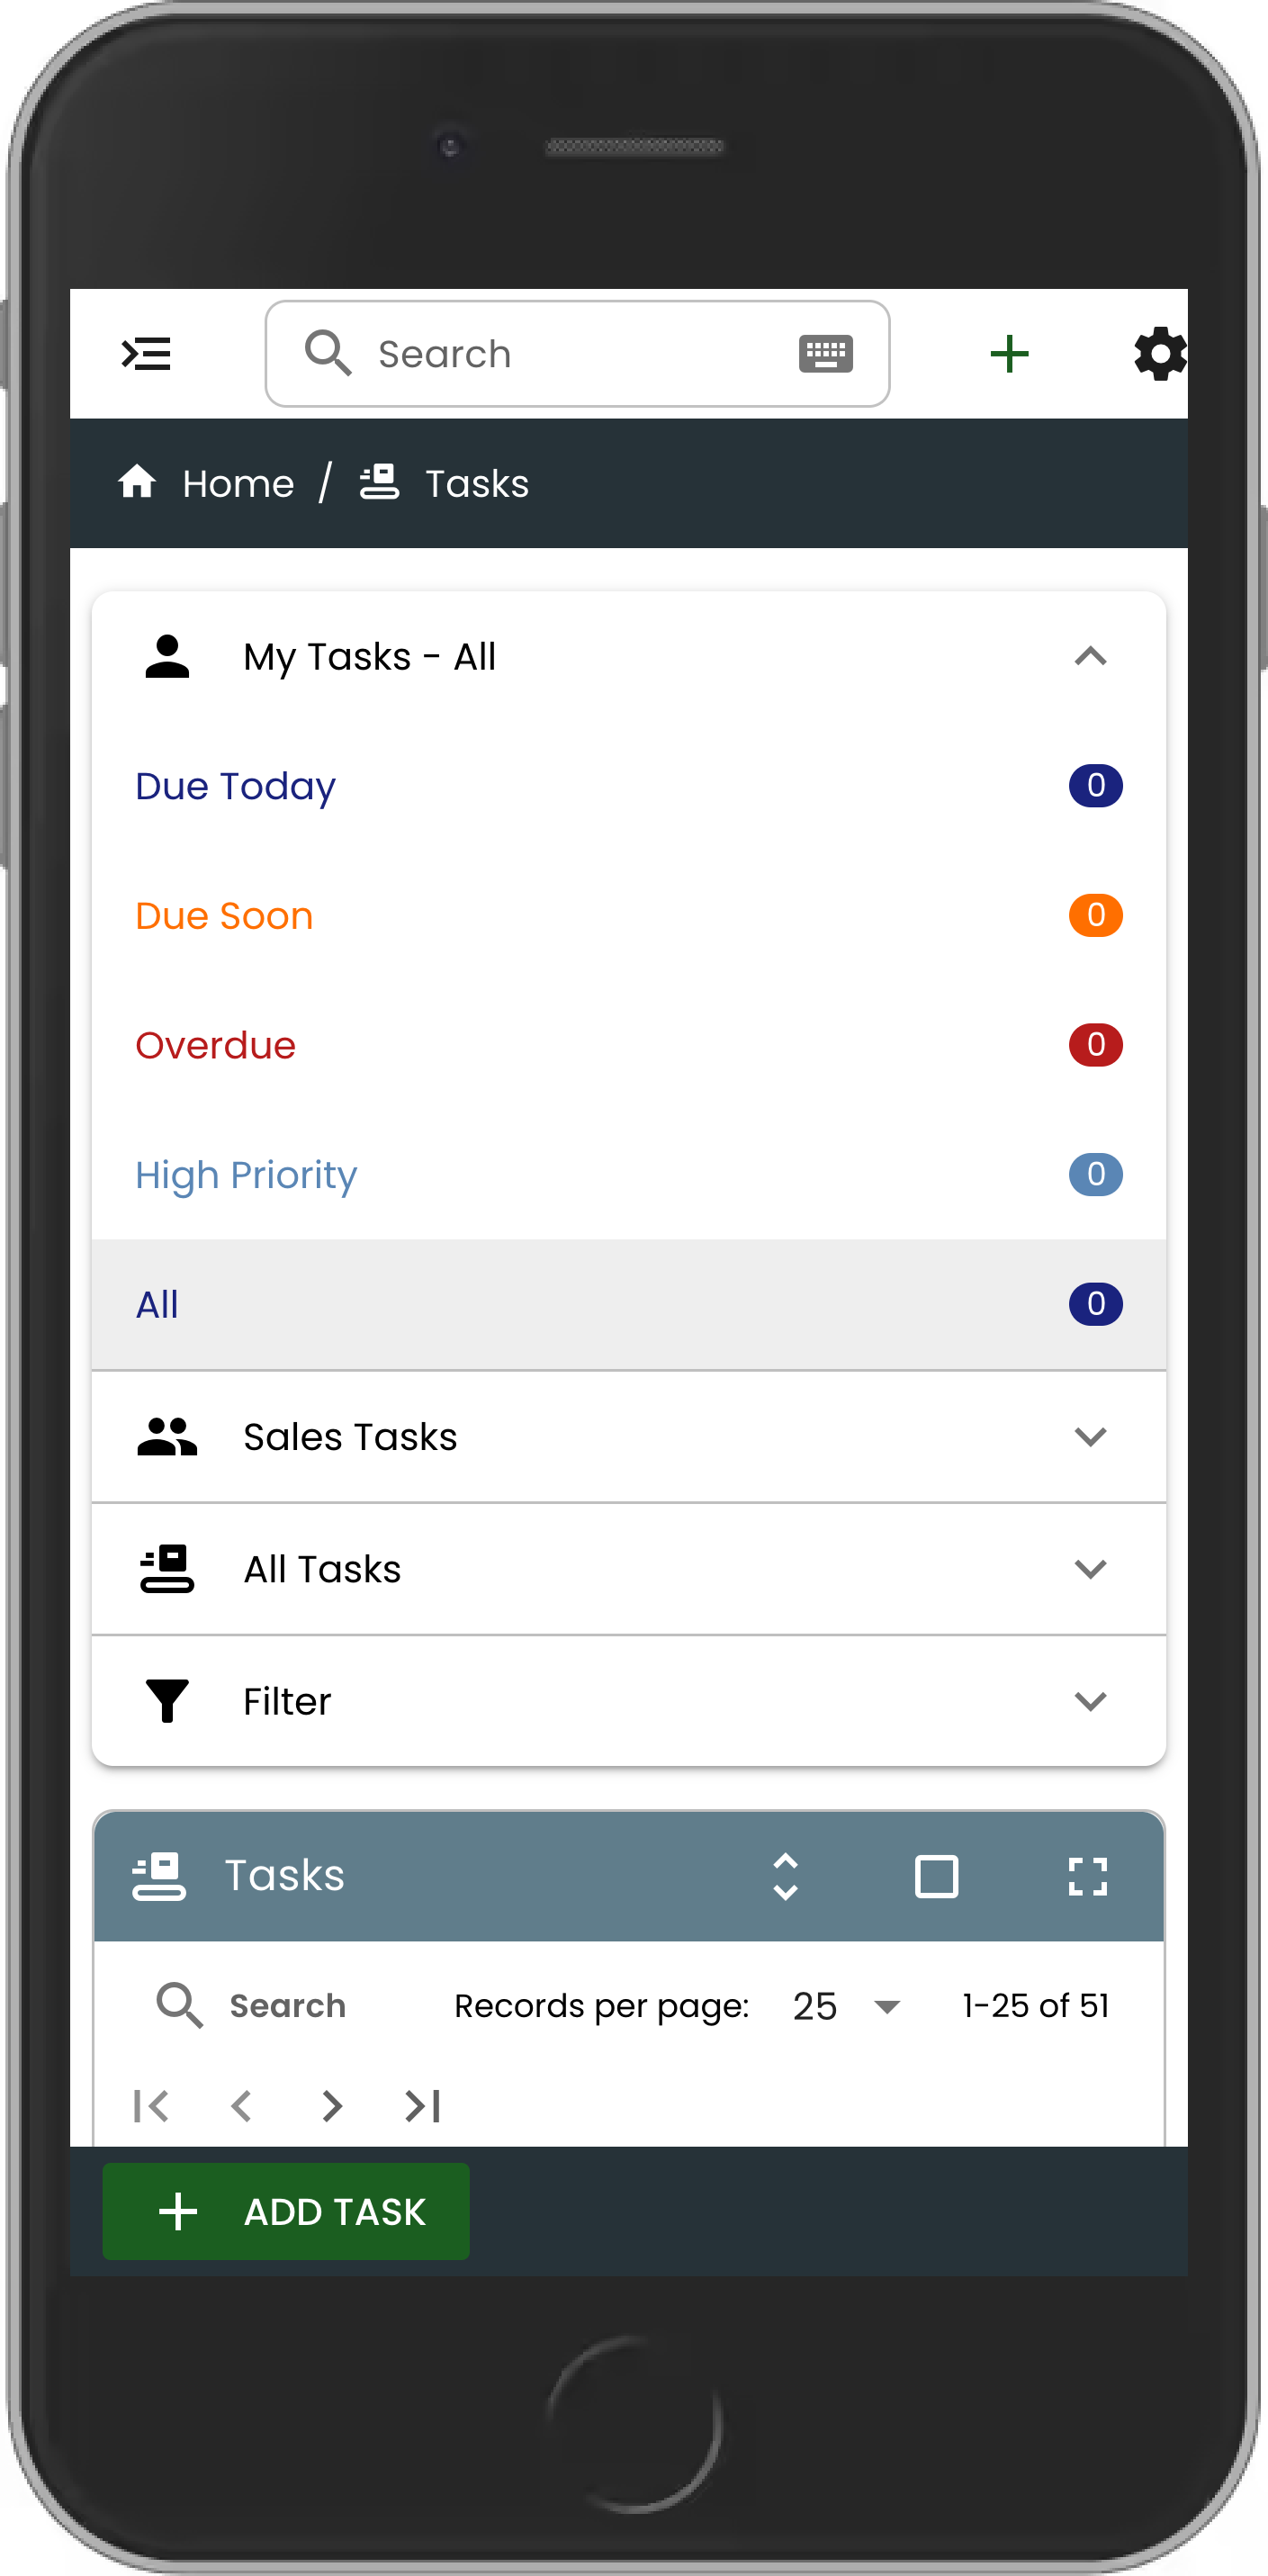 Search
Home / Tasks
My Tasks - All
Due Today 0
Due Soon 0
Overdue 0
High Priority 0
All 0
Sales Tasks
All Tasks
Filter
Tasks
Search Records per page: 25 1-25 of 51
ADD TASK